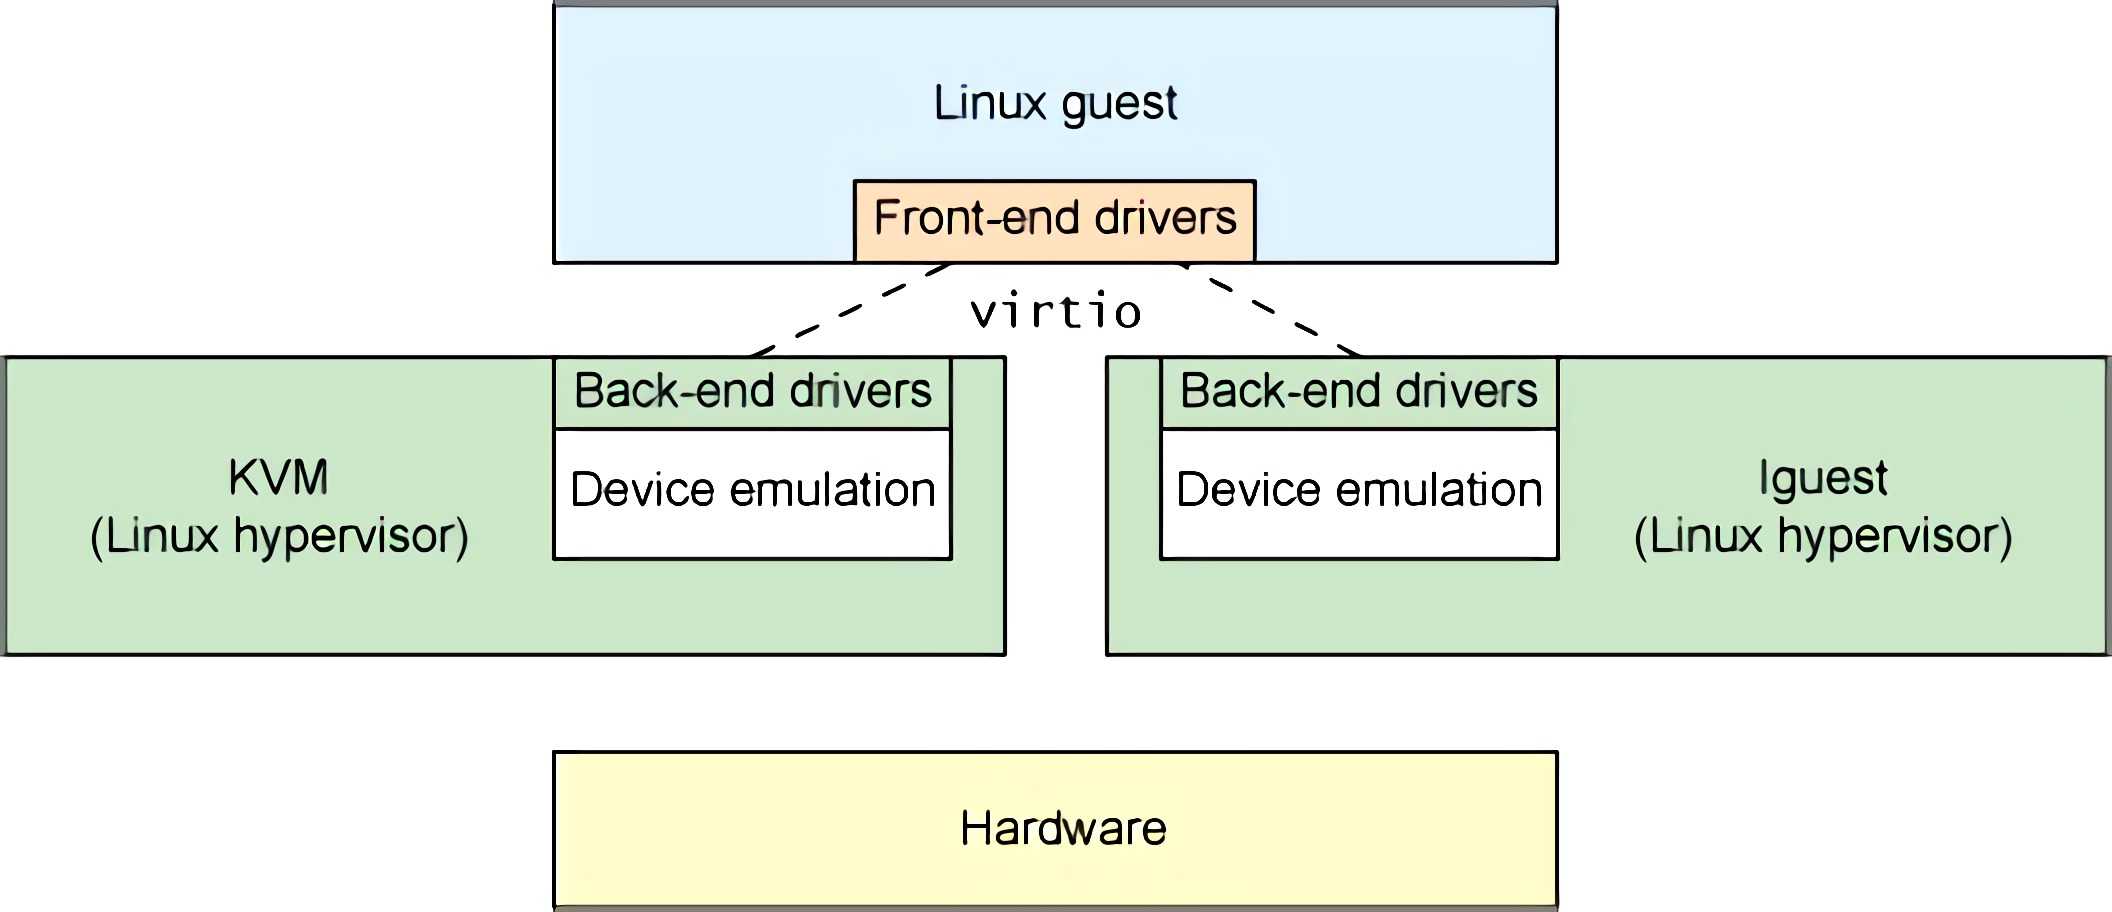 Linux guest
Front-end drivers
virtio
Back-end drivers
Device emulation
KVM
(Linux hypervisor)
Back-end drivers
Device emulation
lguest
(Linux hypervisor)
Hardware